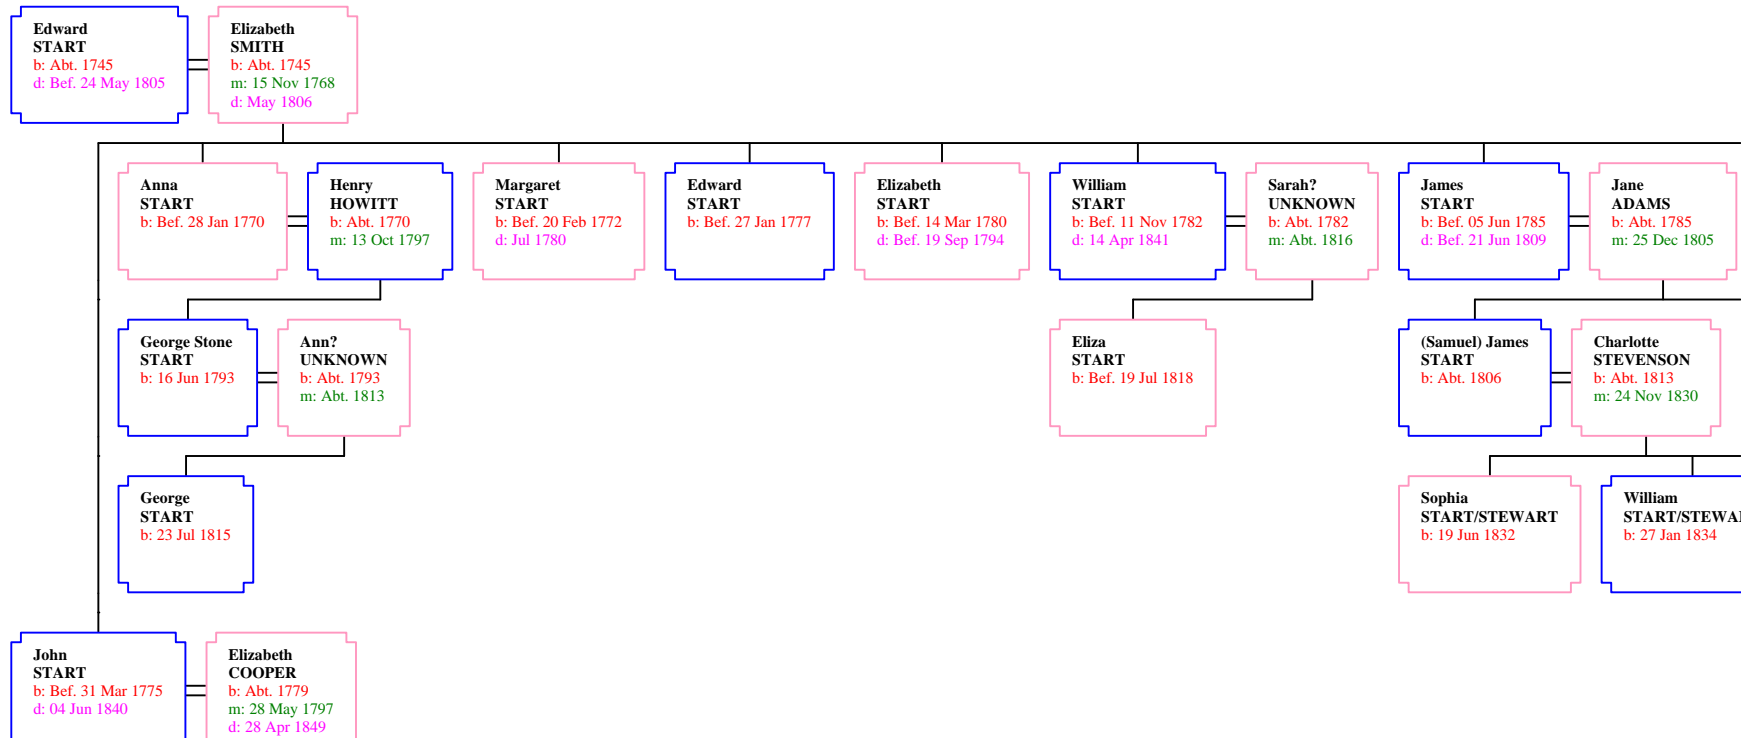 Edward
START
b: Abt. 1745
d: Bef. 24 May 1805
Elizabeth
SMITH
b: Abt. 1745
m: 15 Nov 1768
d: May 1806
Anna
START
b: Bef. 28 Jan 1770
Henry
HOWITT
b: Abt. 1770
m: 13 Oct 1797
Margaret
START
b: Bef. 20 Feb 1772
d: Jul 1780
Edward
START
b: Bef. 27 Jan 1777
Elizabeth
START
b: Bef. 14 Mar 1780
d: Bef. 19 Sep 1794
William
START
b: Bef. 11 Nov 1782
d: 14 Apr 1841
Sarah?
UNKNOWN
b: Abt. 1782
m: Abt. 1816
James
START
b: Bef. 05 Jun 1785
d: Bef. 21 Jun 1809
Jane
ADAMS
b: Abt. 1785
m: 25 Dec 1805
George Stone
START
b: 16 Jun 1793
Ann?
UNKNOWN
b: Abt. 1793
m: Abt. 1813
Eliza
START
b: Bef. 19 Jul 1818
(Samuel) James
START
b: Abt. 1806
Charlotte
STEVENSON
b: Abt. 1813
m: 24 Nov 1830
George
START
b: 23 Jul 1815
Sophia
START/STEWART
b: 19 Jun 1832
William
START/STEWA
b: 27 Jan 1834
John
START
b: Bef. 31 Mar 1775
d: 04 Jun 1840
Elizabeth
COOPER
b: Abt. 1779
m: 28 May 1797
d: 28 Apr 1849